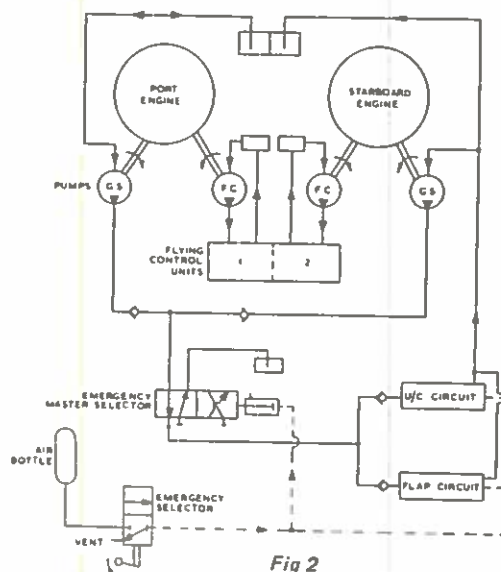 PORT
ENGINE
STARBOARD
ENGINE
PUMPS
G.S
F.C
F.C
G.S
FLYING
CONTROL
UNITS
1
2
EMERGENCY
MASTER SELECTOR
U/C CIRCUIT
AIR
BOTTLE
EMERGENCY
SELECTOR
FLAP CIRCUIT
VENT
Fig 2